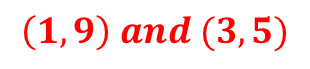 (1, 9) and (3, 5)